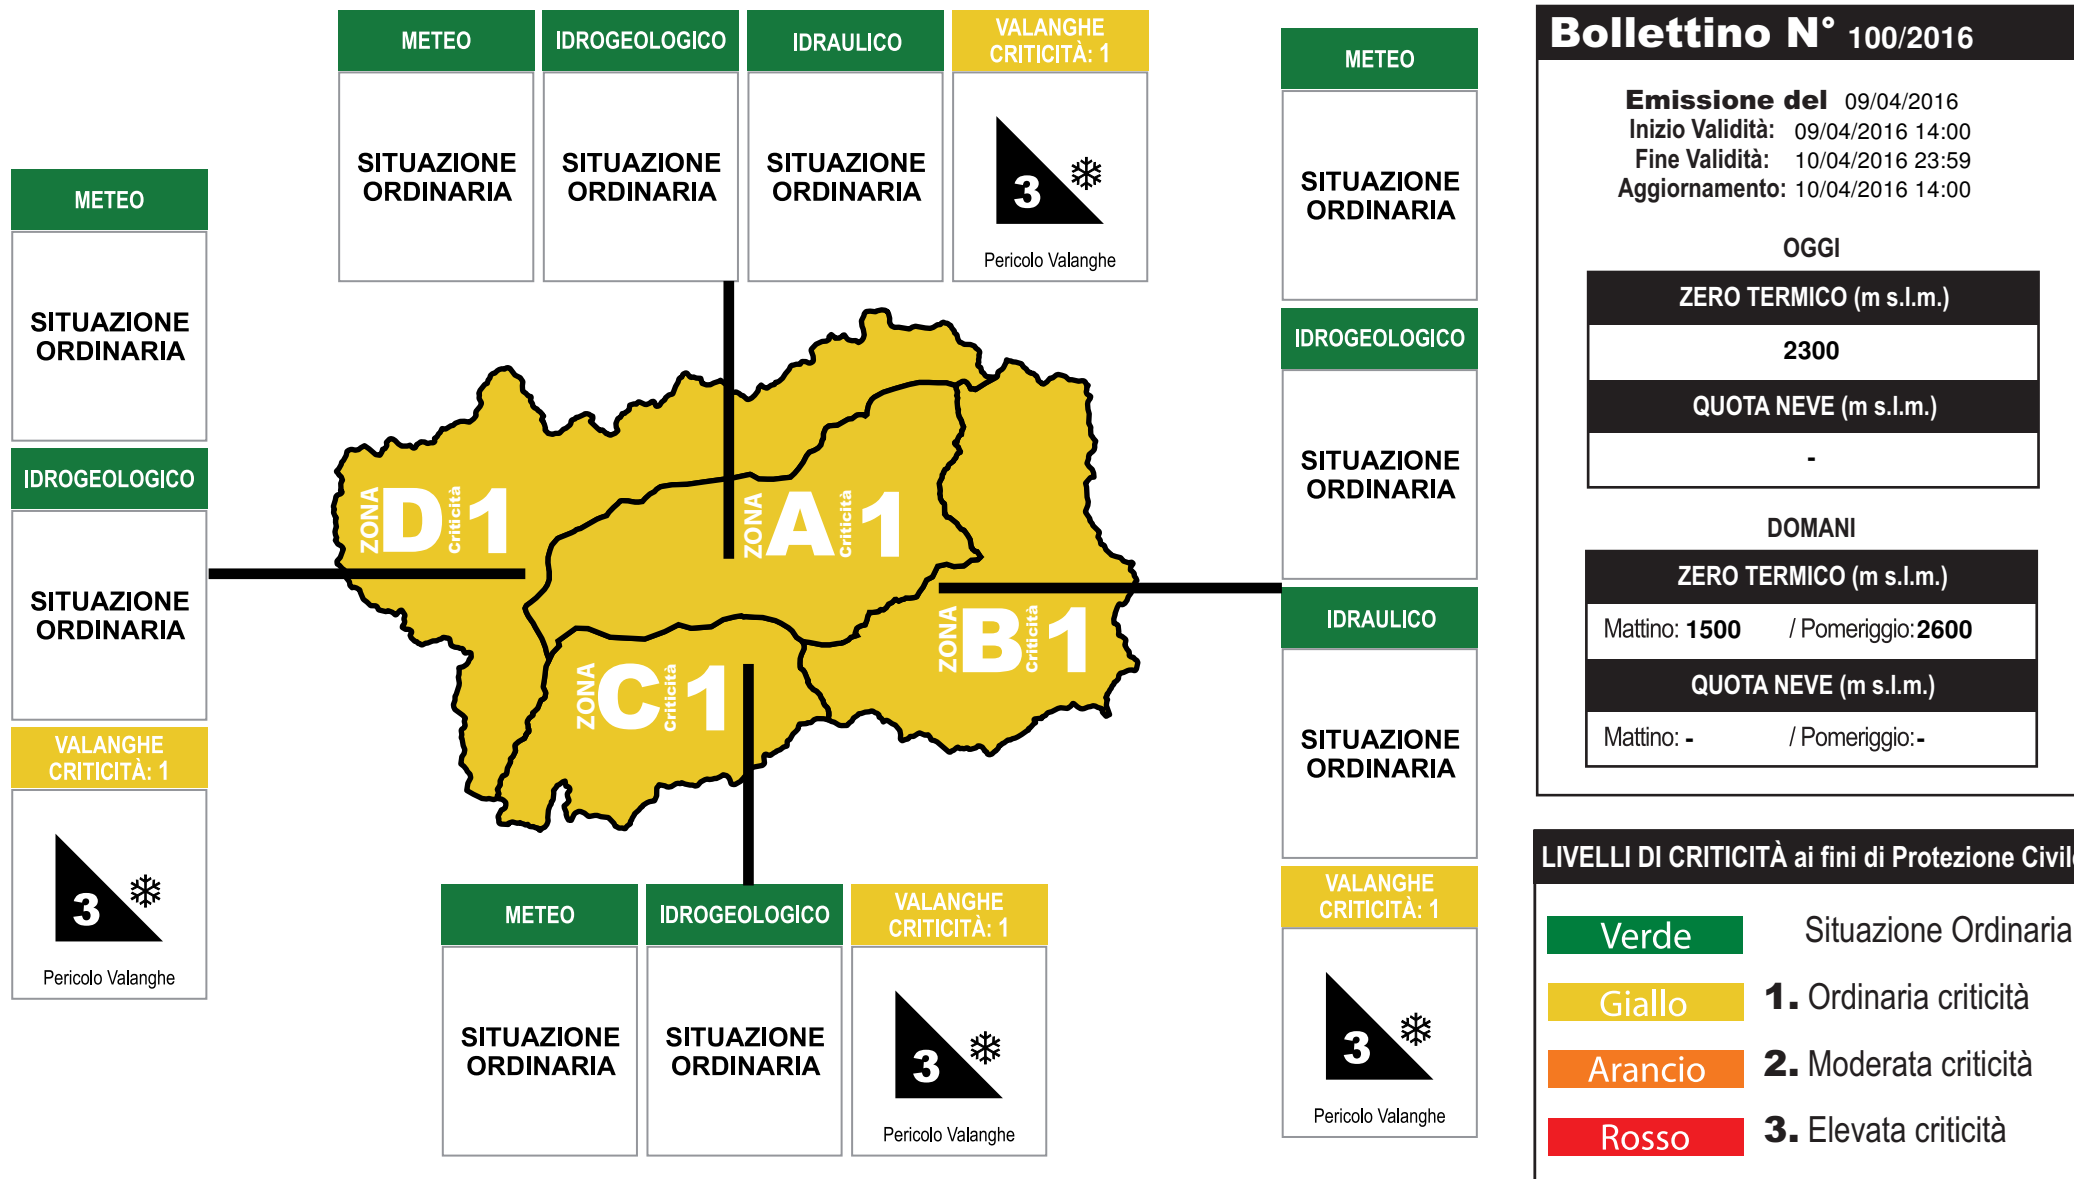 METEO
SITUAZIONE
ORDINARIA
IDROGEOLOGICO
SITUAZIONE
ORDINARIA
IDRAULICO
SITUAZIONE
ORDINARIA
VALANGHE
CRITICITÀ: 1
3
Pericolo Valanghe
METEO
SITUAZIONE
ORDINARIA
IDROGEOLOGICO
SITUAZIONE
ORDINARIA
VALANGHE
CRITICITÀ: 1
3
Pericolo Valanghe
ZONA D Criticità 1
ZONA A Criticità 1
ZONA B Criticità 1
ZONA C Criticità 1
METEO
SITUAZIONE
ORDINARIA
IDROGEOLOGICO
SITUAZIONE
ORDINARIA
VALANGHE
CRITICITÀ: 1
3
Pericolo Valanghe
METEO
SITUAZIONE
ORDINARIA
IDROGEOLOGICO
SITUAZIONE
ORDINARIA
IDRAULICO
SITUAZIONE
ORDINARIA
VALANGHE
CRITICITÀ: 1
3
Pericolo Valanghe
Bollettino N° 100/2016
Emissione del 09/04/2016
Inizio Validità: 09/04/2016 14:00
Fine Validità: 10/04/2016 23:59
Aggiornamento: 10/04/2016 14:00
OGGI
ZERO TERMICO (m s.l.m.)
2300
QUOTA NEVE (m s.l.m.)
-
DOMANI
ZERO TERMICO (m s.l.m.)
Mattino: 1500 / Pomeriggio: 2600
QUOTA NEVE (m s.l.m.)
Mattino: - / Pomeriggio: -
LIVELLI DI CRITICITÀ ai fini di Protezione Civile
Verde Situazione Ordinaria
Giallo 1. Ordinaria criticità
Arancio 2. Moderata criticità
Rosso 3. Elevata criticità